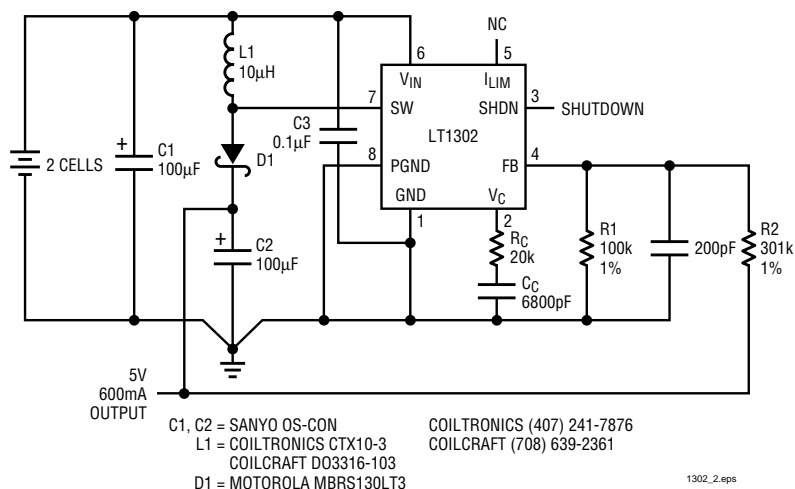 NC
L1
10µH
6
5
VIN
ILIM
7
SW
SHDN
3
SHUTDOWN
LT1302
2 CELLS
+
C1
100µF
D1
C3
0.1µF
8
PGND
FB
4
GND
VC
1
2
+
C2
100µF
RC
20k
CC
6800pF
R1
100k
1%
200pF
R2
301k
1%
5V
600mA
OUTPUT
C1, C2 = SANYO OS-CON
L1 = COILTRONICS CTX10-3
COILCRAFT DO3316-103
D1 = MOTOROLA MBRS130LT3
COILTRONICS (407) 241-7876
COILCRAFT (708) 639-2361
1302_2.eps